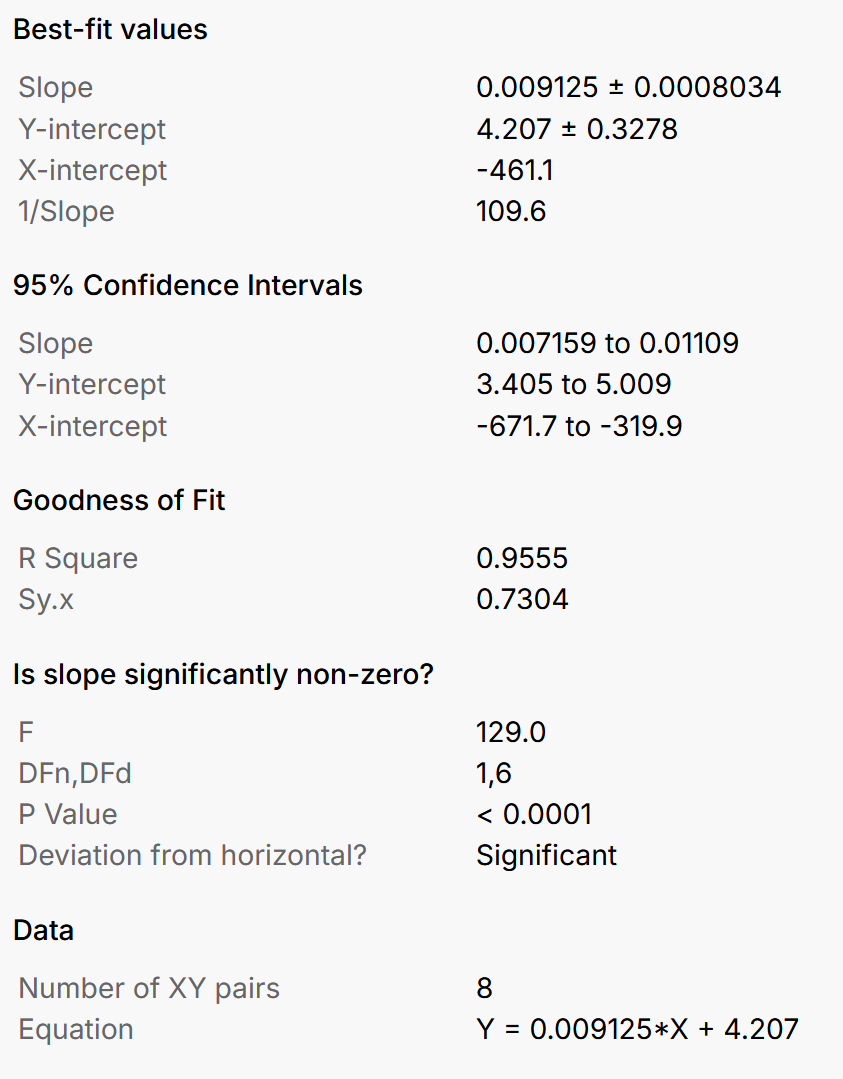 Best-fit values
Slope 0.009125 ± 0.0008034
Y-intercept 4.207 ± 0.3278
X-intercept -461.1
1/Slope 109.6
95% Confidence Intervals
Slope 0.007159 to 0.01109
Y-intercept 3.405 to 5.009
X-intercept -671.7 to -319.9
Goodness of Fit
R Square 0.9555
Sy.x 0.7304
Is slope significantly non-zero?
F 129.0
DFn,DFd 1,6
P Value < 0.0001
Deviation from horizontal? Significant
Data
Number of XY pairs 8
Equation Y = 0.009125*X + 4.207